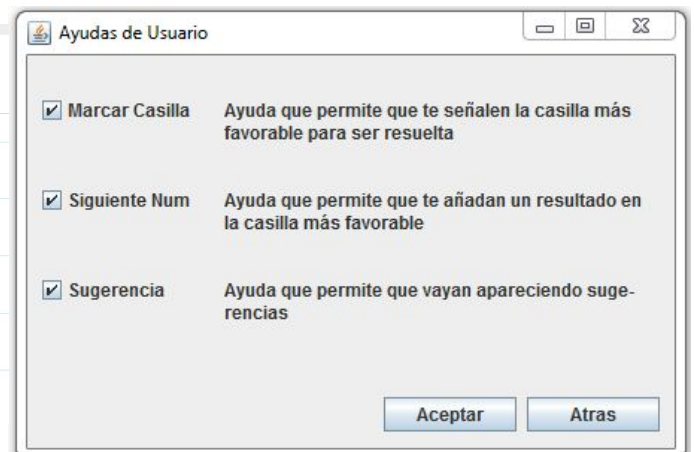 Ayudas de Usuario
Marcar Casilla
Ayuda que permite que te señalen la casilla más
favorable para ser resuelta
Siguiente Num
Ayuda que permite que te añadan un resultado en
la casilla más favorable
Sugerencia
Ayuda que permite que vayan apareciendo suge-
rencias
Aceptar
Atras